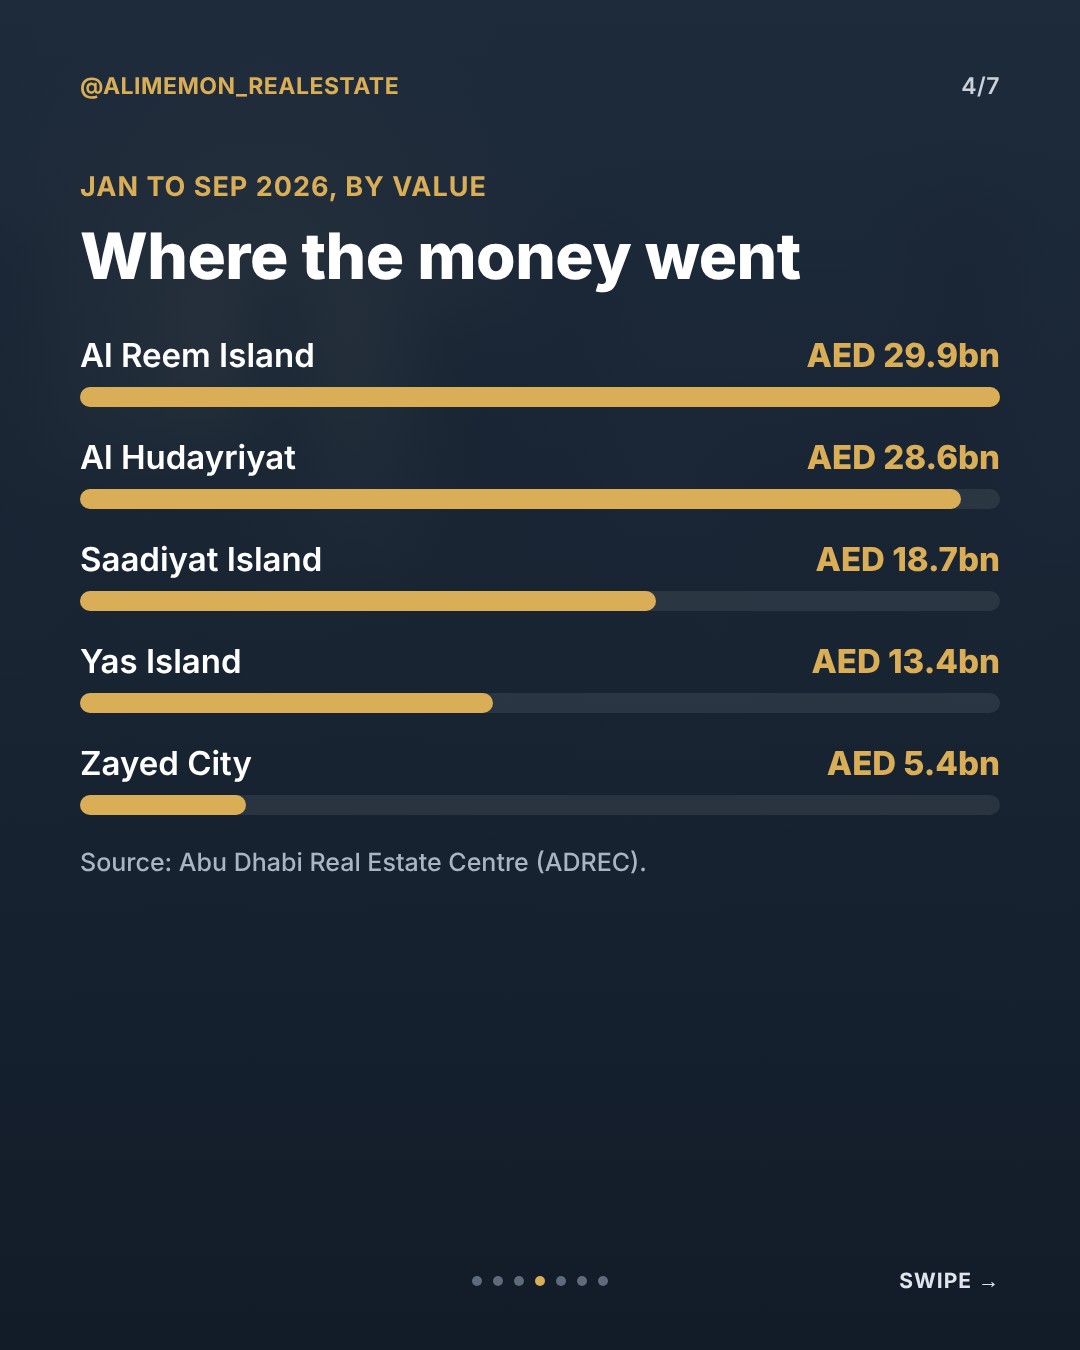 @ALIMEMON_REALESTATE
4/7
JAN TO SEP 2026, BY VALUE
Where the money went
Al Reem Island AED 29.9bn
Al Hudayriyat AED 28.6bn
Saadiyat Island AED 18.7bn
Yas Island AED 13.4bn
Zayed City AED 5.4bn
Source: Abu Dhabi Real Estate Centre (ADREC).
SWIPE →